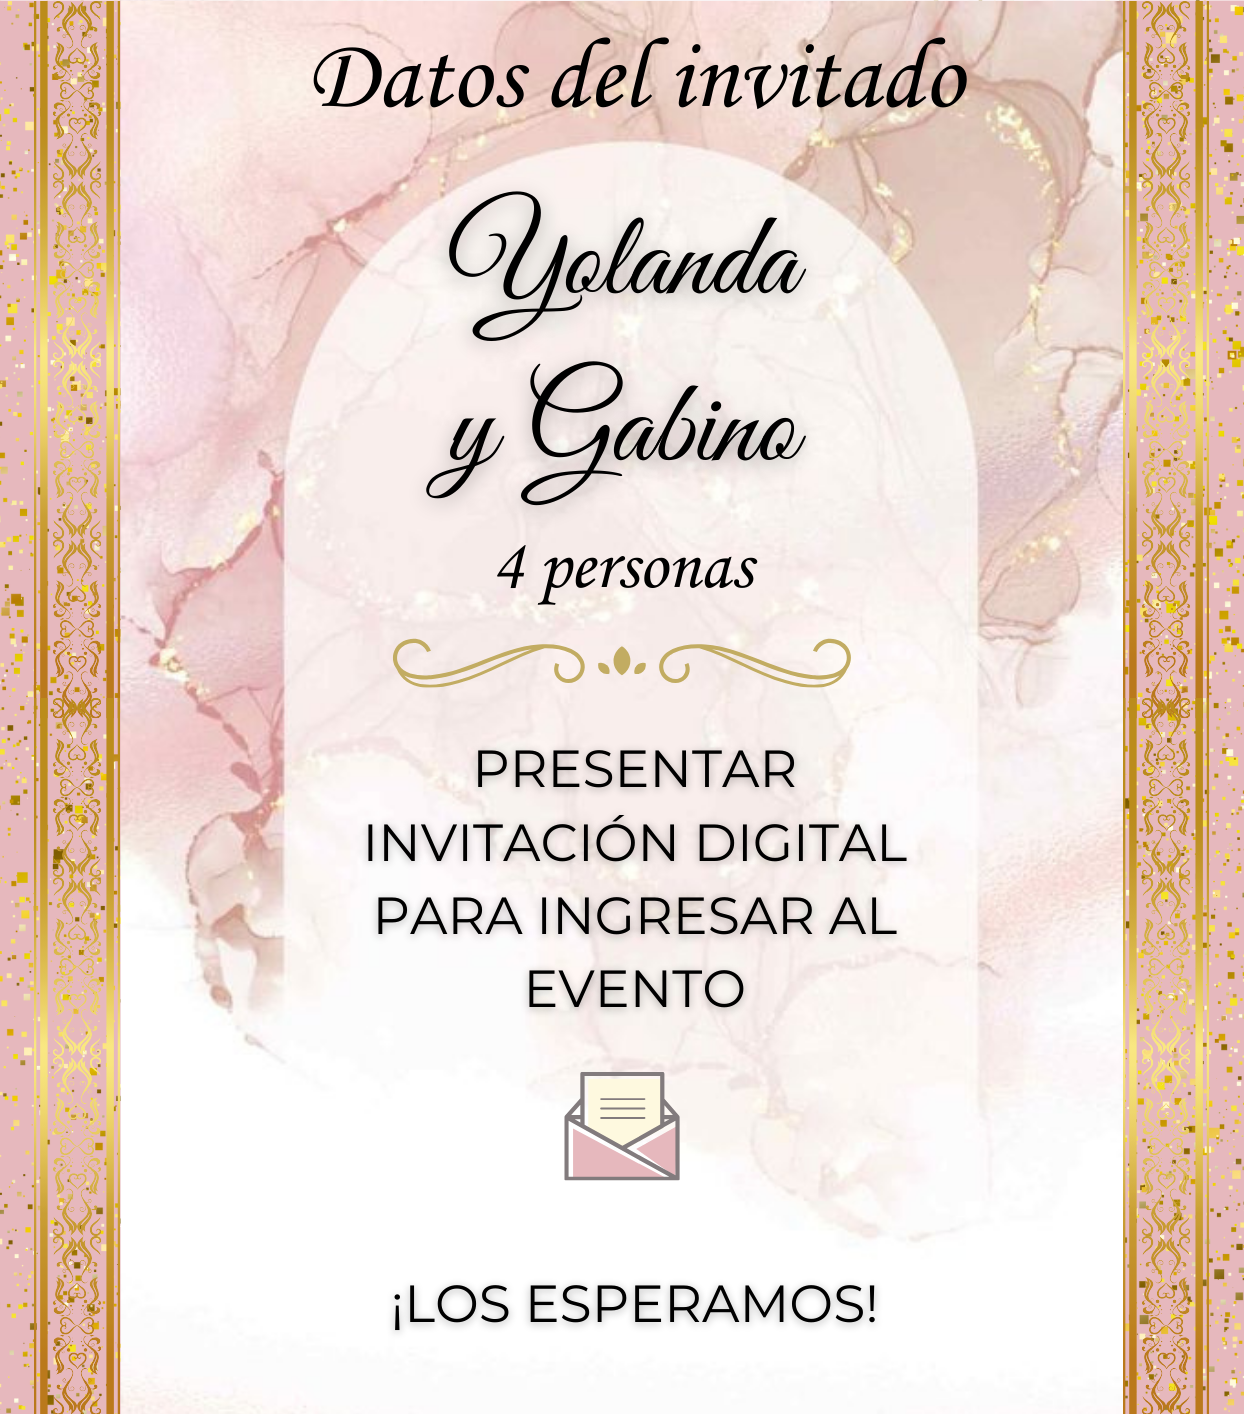 Datos del invitado
Yolanda
y Gabino
4 personas
PRESENTAR
INVITACIÓN DIGITAL
PARA INGRESAR AL
EVENTO
¡LOS ESPERAMOS!